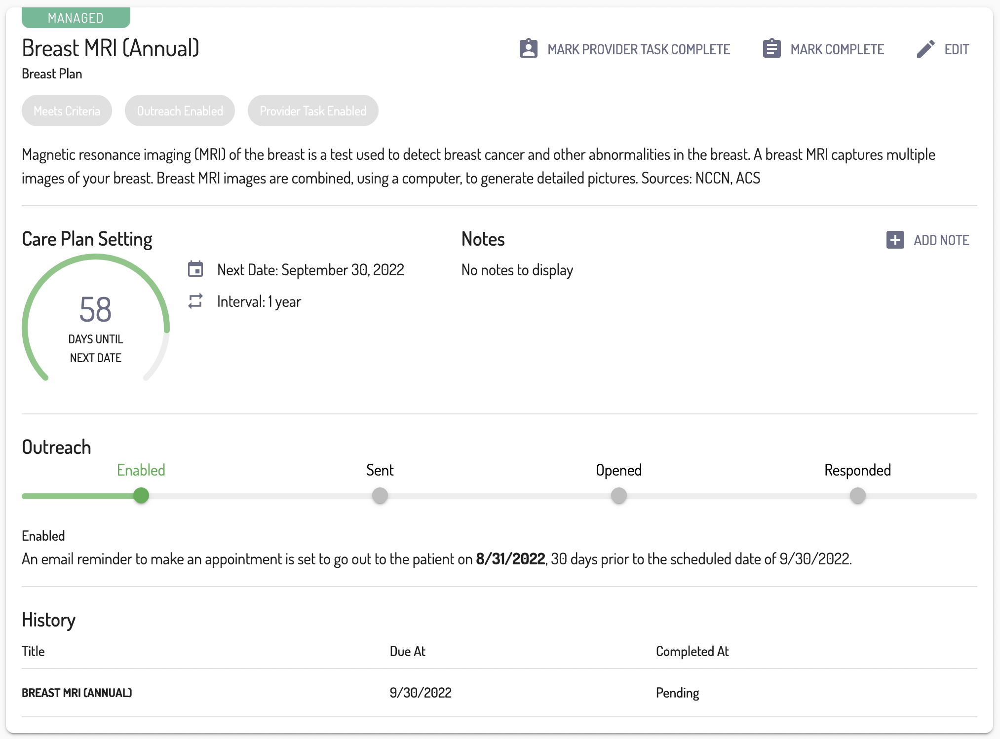 MANAGED
Breast MRI (Annual)
MARK PROVIDER TASK COMPLETE
MARK COMPLETE
EDIT
Breast Plan
Meets Criteria
Outreach Enabled
Provider Task Enabled
Magnetic resonance imaging (MRI) of the breast is a test used to detect breast cancer and other abnormalities in the breast. A breast MRI captures multiple
images of your breast. Breast MRI images are combined, using a computer, to generate detailed pictures. Sources: NCCN, ACS
Care Plan Setting
58
DAYS UNTIL
NEXT DATE
Next Date: September 30, 2022
Interval: 1 year
Notes
ADD NOTE
No notes to display
Outreach
Enabled
Sent
Opened
Responded
Enabled
An email reminder to make an appointment is set to go out to the patient on 8/31/2022, 30 days prior to the scheduled date of 9/30/2022.
History
Title
Due At
Completed At
BREAST MRI (ANNUAL)
9/30/2022
Pending